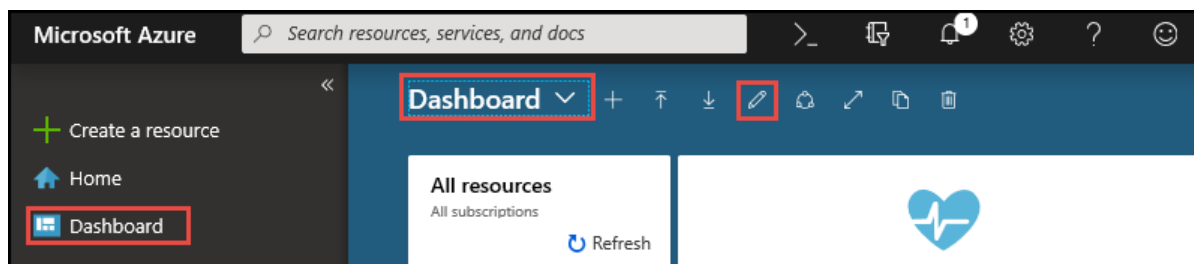 Microsoft Azure
Search resources, services, and docs
1
Dashboard
Create a resource
Home
Dashboard
All resources
All subscriptions
Refresh